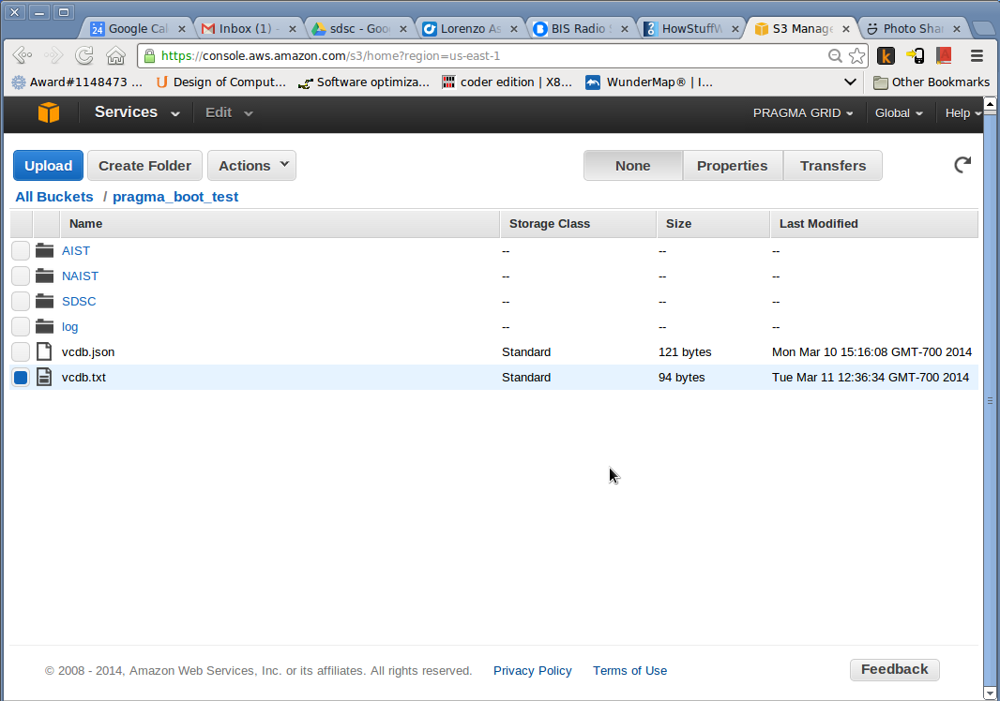 24 Google Cal Inbox (1) - sdsc - Goo Lorenzo As BIS Radio HowStuffW S3 Manage Photo Shar
https://console.aws.amazon.com/s3/home?region=us-east-1
Award#1148473 ... Design of Comput... Software optimiza... coder edition | X8... WunderMap® | I... Other Bookmarks
Services Edit PRAGMA GRID Global Help
Upload Create Folder Actions None Properties Transfers
All Buckets / pragma_boot_test
Name Storage Class Size Last Modified
AIST -- -- --
NAIST -- -- --
SDSC -- -- --
log -- -- --
vcdb.json Standard 121 bytes Mon Mar 10 15:16:08 GMT-700 2014
vcdb.txt Standard 94 bytes Tue Mar 11 12:36:34 GMT-700 2014
© 2008 - 2014, Amazon Web Services, Inc. or its affiliates. All rights reserved. Privacy Policy Terms of Use Feedback